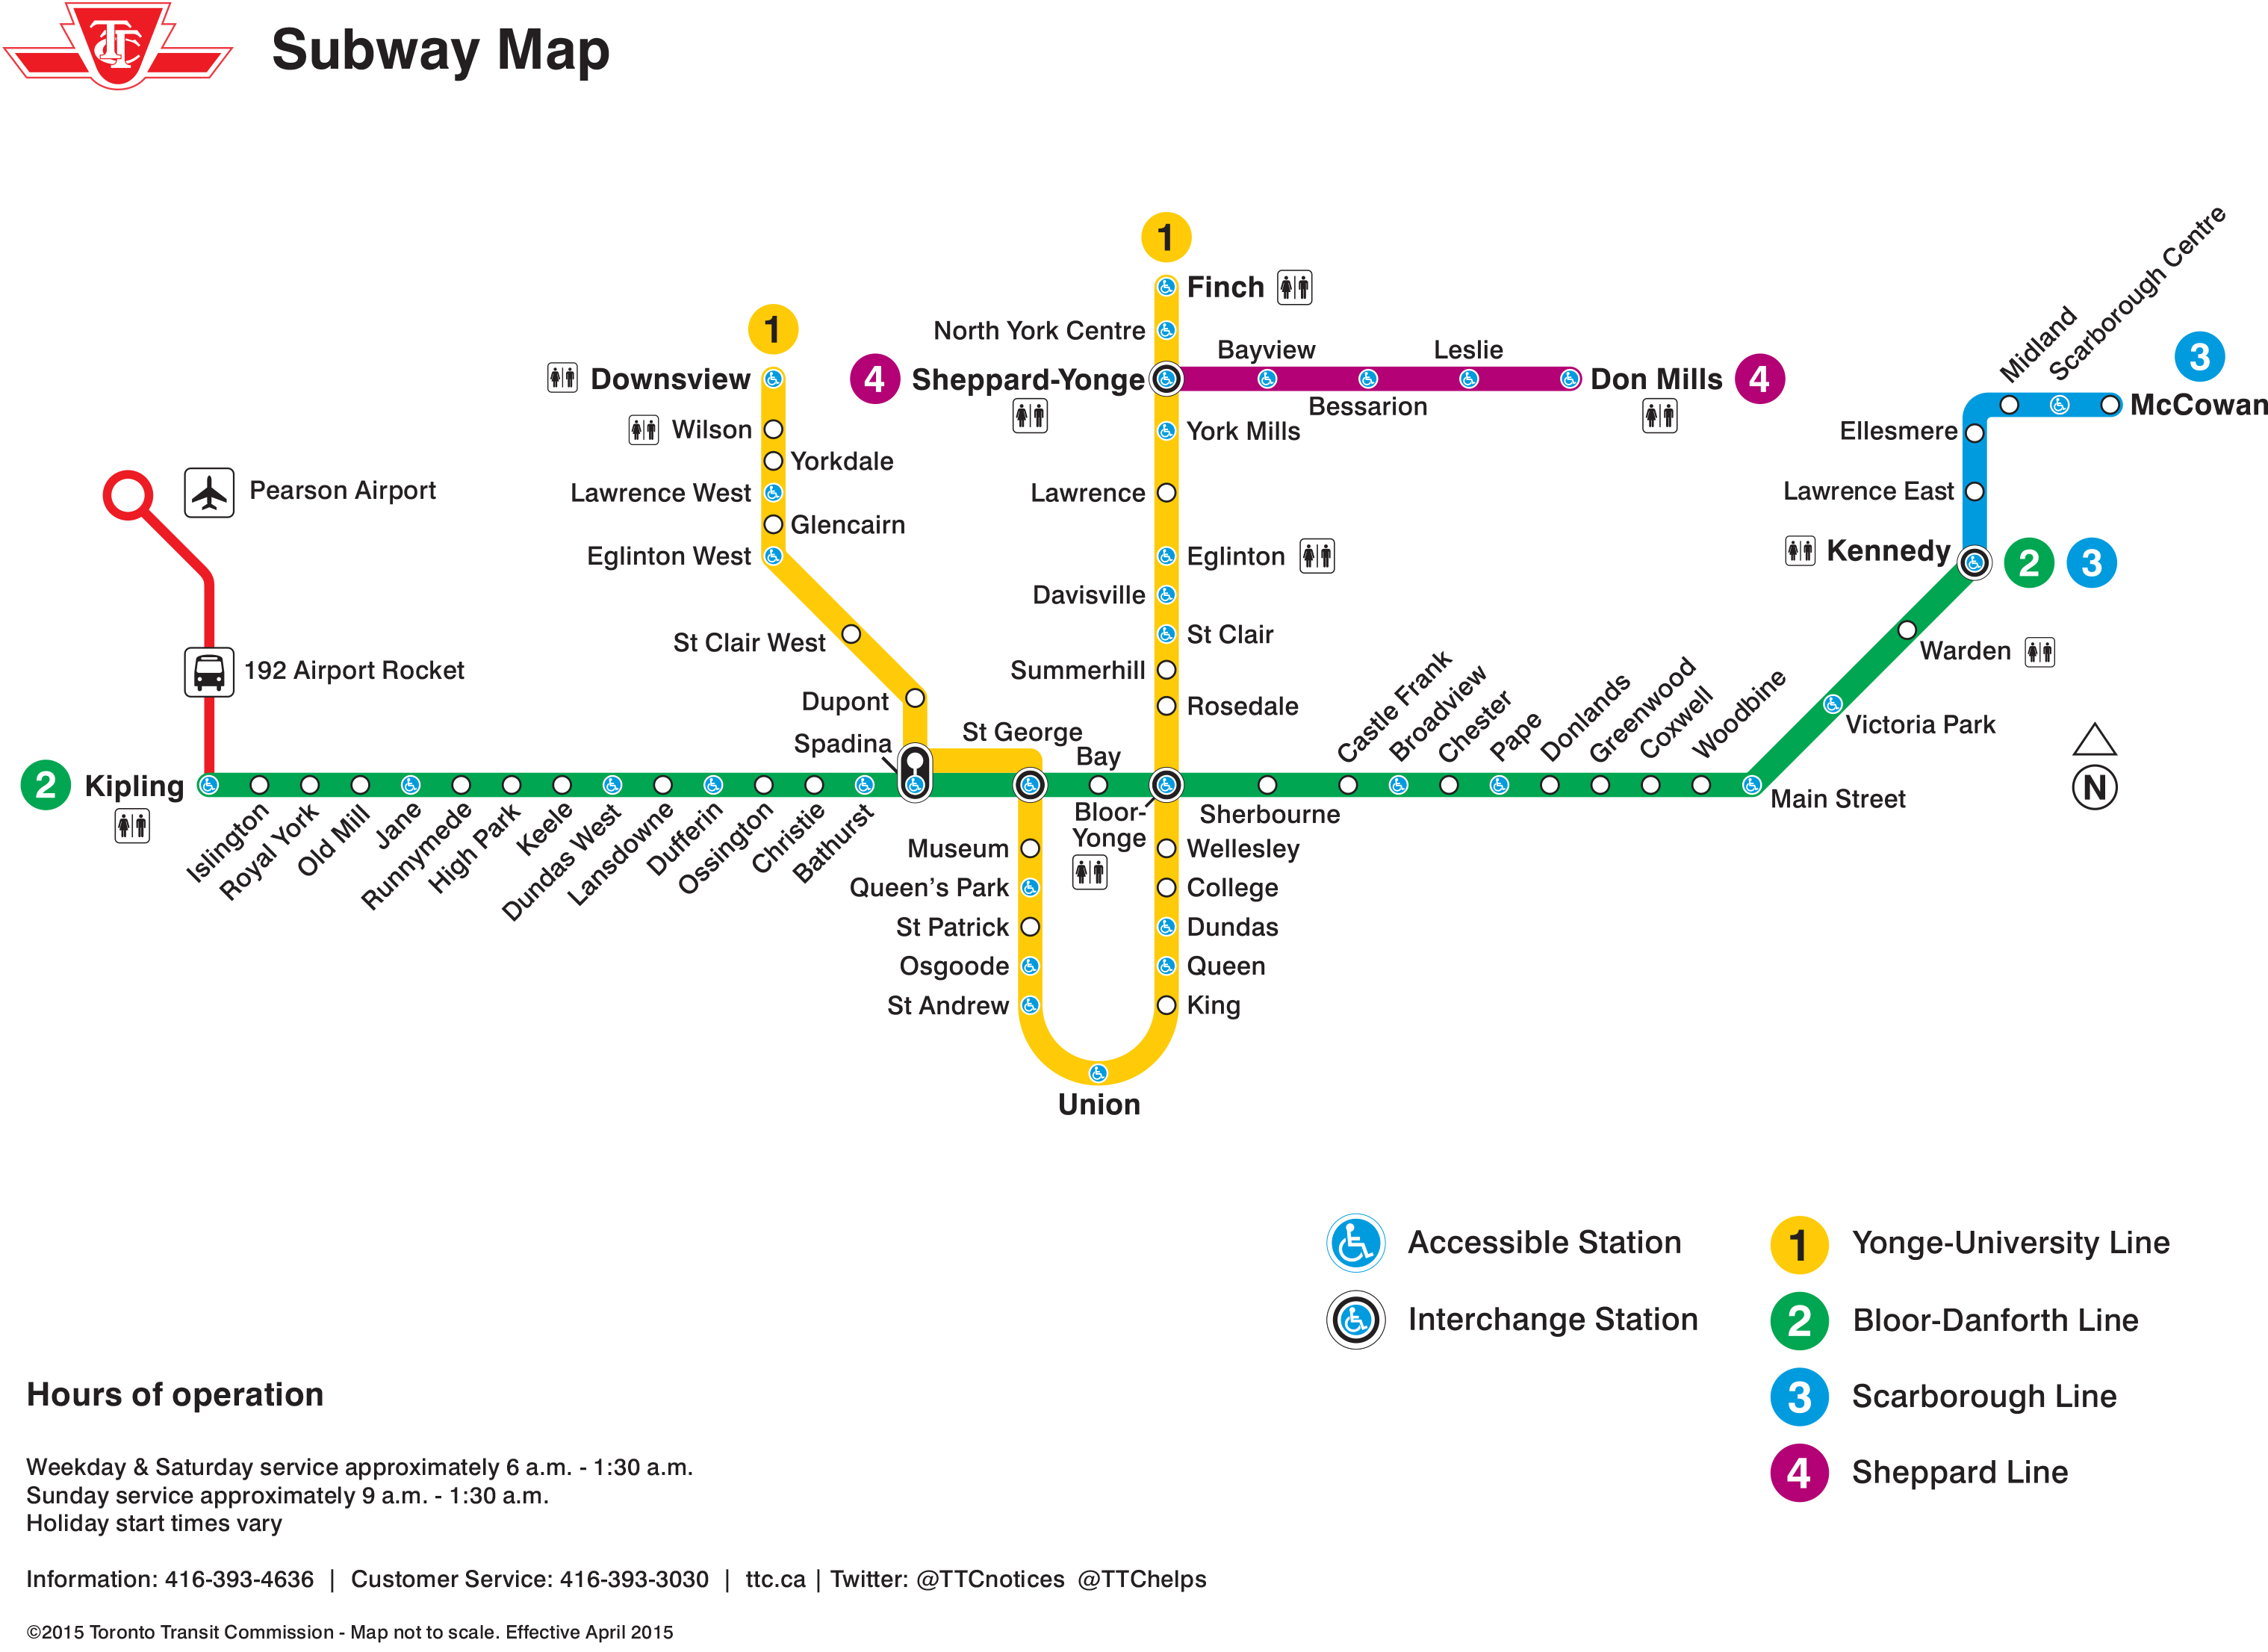 TTC
Subway Map
1
Finch
North York Centre
1
Downsview
4
Sheppard-Yonge
Bayview
Leslie
Bessarion
Don Mills
4
Midland
Scarborough Centre
3
McCowan
Wilson
Yorkdale
Lawrence West
Glencairn
Eglinton West
St Clair West
Dupont
Spadina
St George
York Mills
Lawrence
Eglinton
Davisville
St Clair
Summerhill
Rosedale
Ellesmere
Lawrence East
Kennedy
2
3
Warden
Victoria Park
Main Street
Pearson Airport
192 Airport Rocket
2
Kipling
Islington
Royal York
Old Mill
Jane
Runnymede
High Park
Keele
Dundas West
Lansdowne
Dufferin
Ossington
Christie
Bathurst
Bay
Bloor-
Yonge
Sherbourne
Castle Frank
Broadview
Chester
Pape
Donlands
Greenwood
Coxwell
Woodbine
N
Museum
Queen's Park
St Patrick
Osgoode
St Andrew
Union
Wellesley
College
Dundas
Queen
King
Accessible Station
Interchange Station
1 Yonge-University Line
2 Bloor-Danforth Line
3 Scarborough Line
4 Sheppard Line
Hours of operation
Weekday & Saturday service approximately 6 a.m. - 1:30 a.m.
Sunday service approximately 9 a.m. - 1:30 a.m.
Holiday start times vary
Information: 416-393-4636 | Customer Service: 416-393-3030 | ttc.ca | Twitter: @TTCnotices @TTChelps
©2015 Toronto Transit Commission - Map not to scale. Effective April 2015